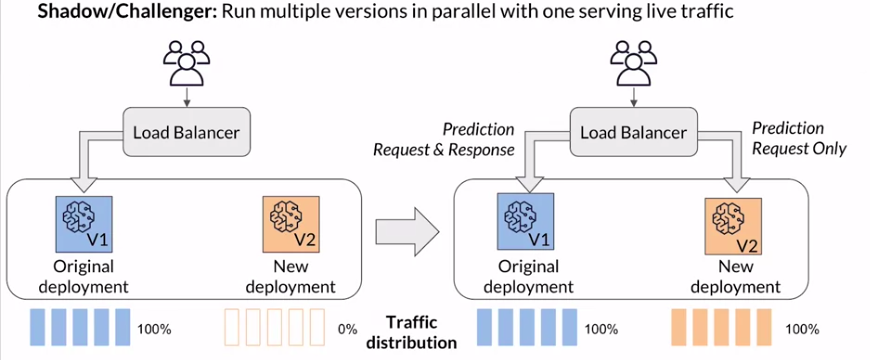 Shadow/Challenger: Run multiple versions in parallel with one serving live traffic
Load Balancer
V1
V2
Original
deployment
New
deployment
100%
0%
Traffic
distribution
Prediction
Request & Response
Load Balancer
Prediction
Request Only
V1
V2
Original
deployment
New
deployment
100%
100%